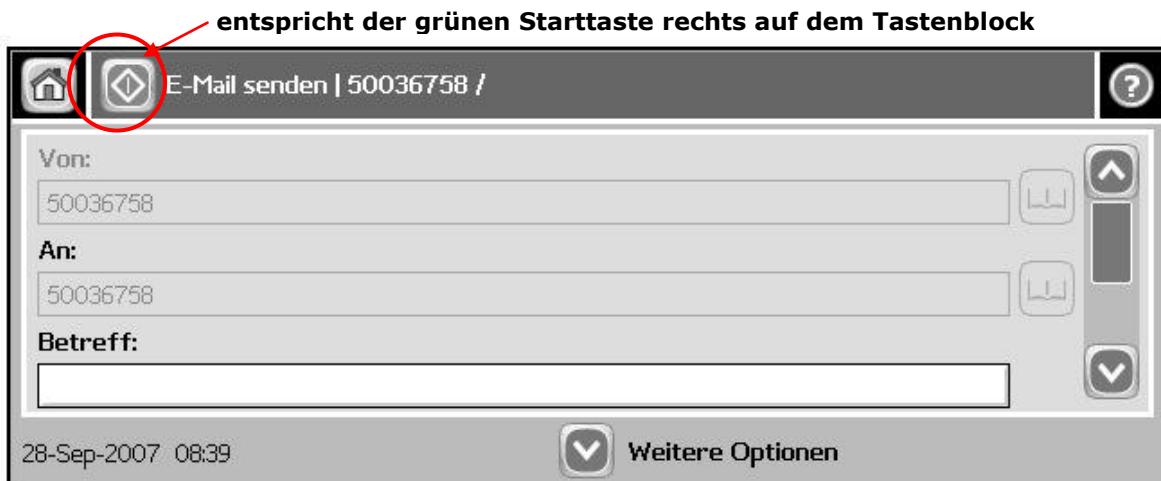 entspricht der grünen Starttaste rechts auf dem Tastenblock
E-Mail senden | 50036758 /
?
Von:
50036758
An:
50036758
Betreff:
28-Sep-2007 08:39
Weitere Optionen